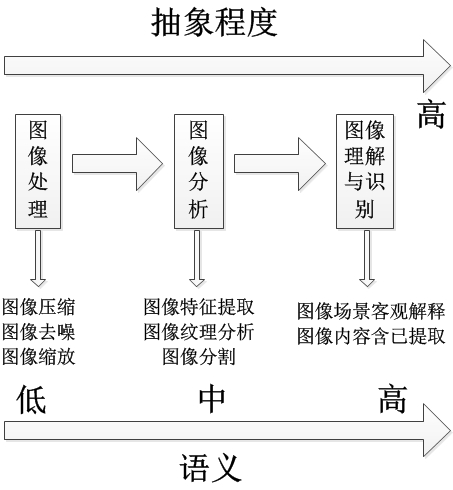 抽象程度
高
图
像
处
理
图
像
分
析
图像
理解
与识
别
图像压缩
图像去噪
图像缩放
图像特征提取
图像纹理分析
图像分割
图像场景客观解释
图像内容含已提取
低
中
高
语义